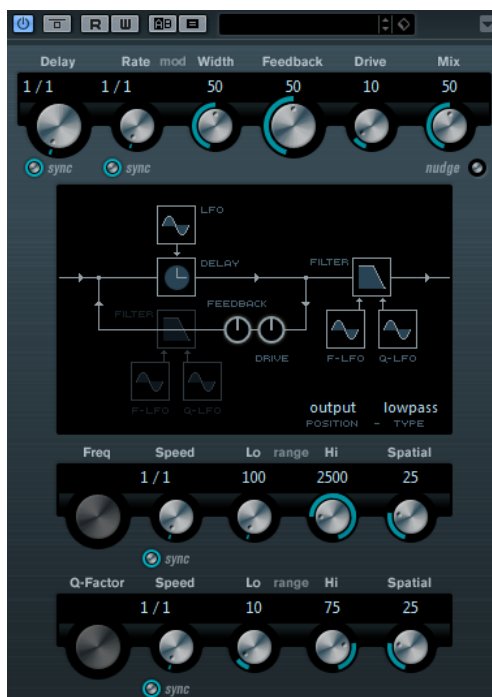 R W A B
Delay Rate mod Width Feedback Drive Mix
1 / 1 1 / 1 50 50 10 50
sync sync nudge
LFO
DELAY FILTER
FEEDBACK
FILTER
DRIVE F-LFO Q-LFO
F-LFO Q-LFO
output lowpass
POSITION - TYPE
Freq Speed Lo range Hi Spatial
1 / 1 100 2500 25
sync
Q-Factor Speed Lo range Hi Spatial
1 / 1 10 75 25
sync